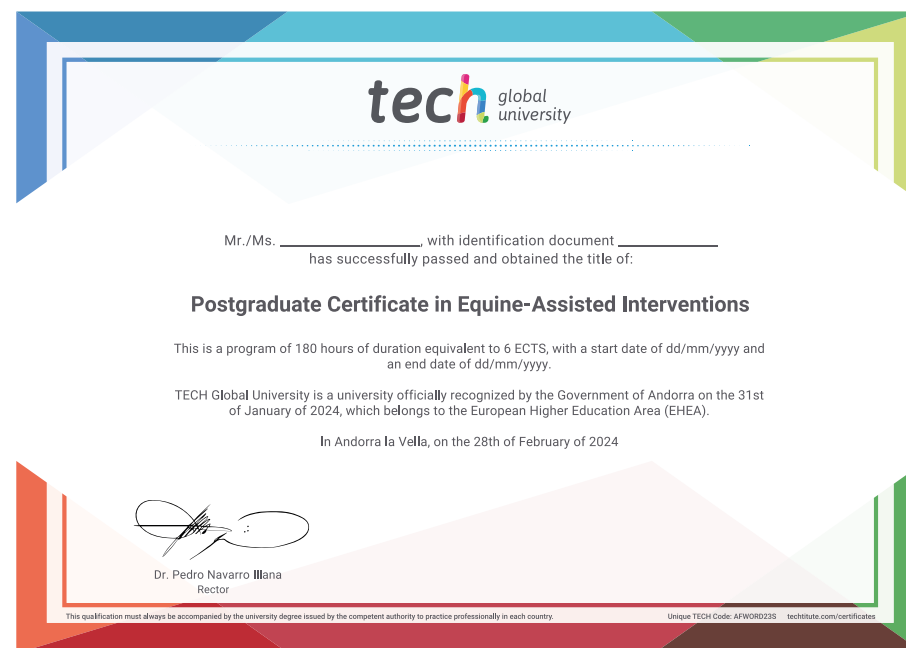 tech global university
Mr./Ms. ____________________, with identification document ______________
has successfully passed and obtained the title of:
Postgraduate Certificate in Equine-Assisted Interventions
This is a program of 180 hours of duration equivalent to 6 ECTS, with a start date of dd/mm/yyyy and
an end date of dd/mm/yyyy.
TECH Global University is a university officially recognized by the Government of Andorra on the 31st
of January of 2024, which belongs to the European Higher Education Area (EHEA).
In Andorra la Vella, on the 28th of February of 2024
Dr. Pedro Navarro Illana
Rector
This qualification must always be accompanied by the university degree issued by the competent authority to practice professionally in each country.
Unique TECH Code: AFWORD23S techtitute.com/certificates